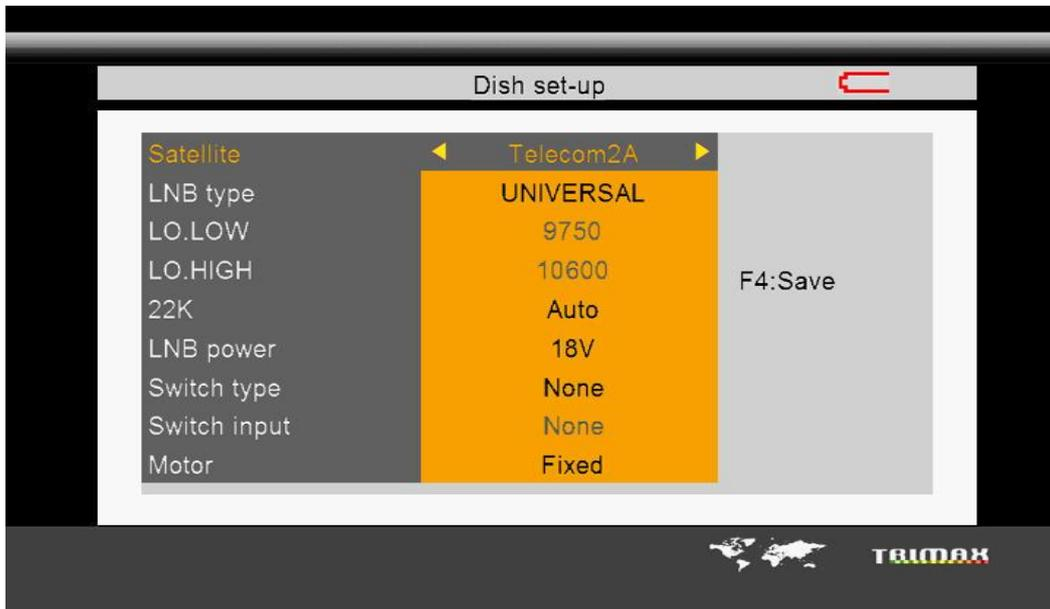 Dish set-up
Satellite Telecom2A
LNB type UNIVERSAL
LO.LOW 9750
LO.HIGH 10600
22K Auto
LNB power 18V
Switch type None
Switch input None
Motor Fixed
F4:Save
TRIMAX